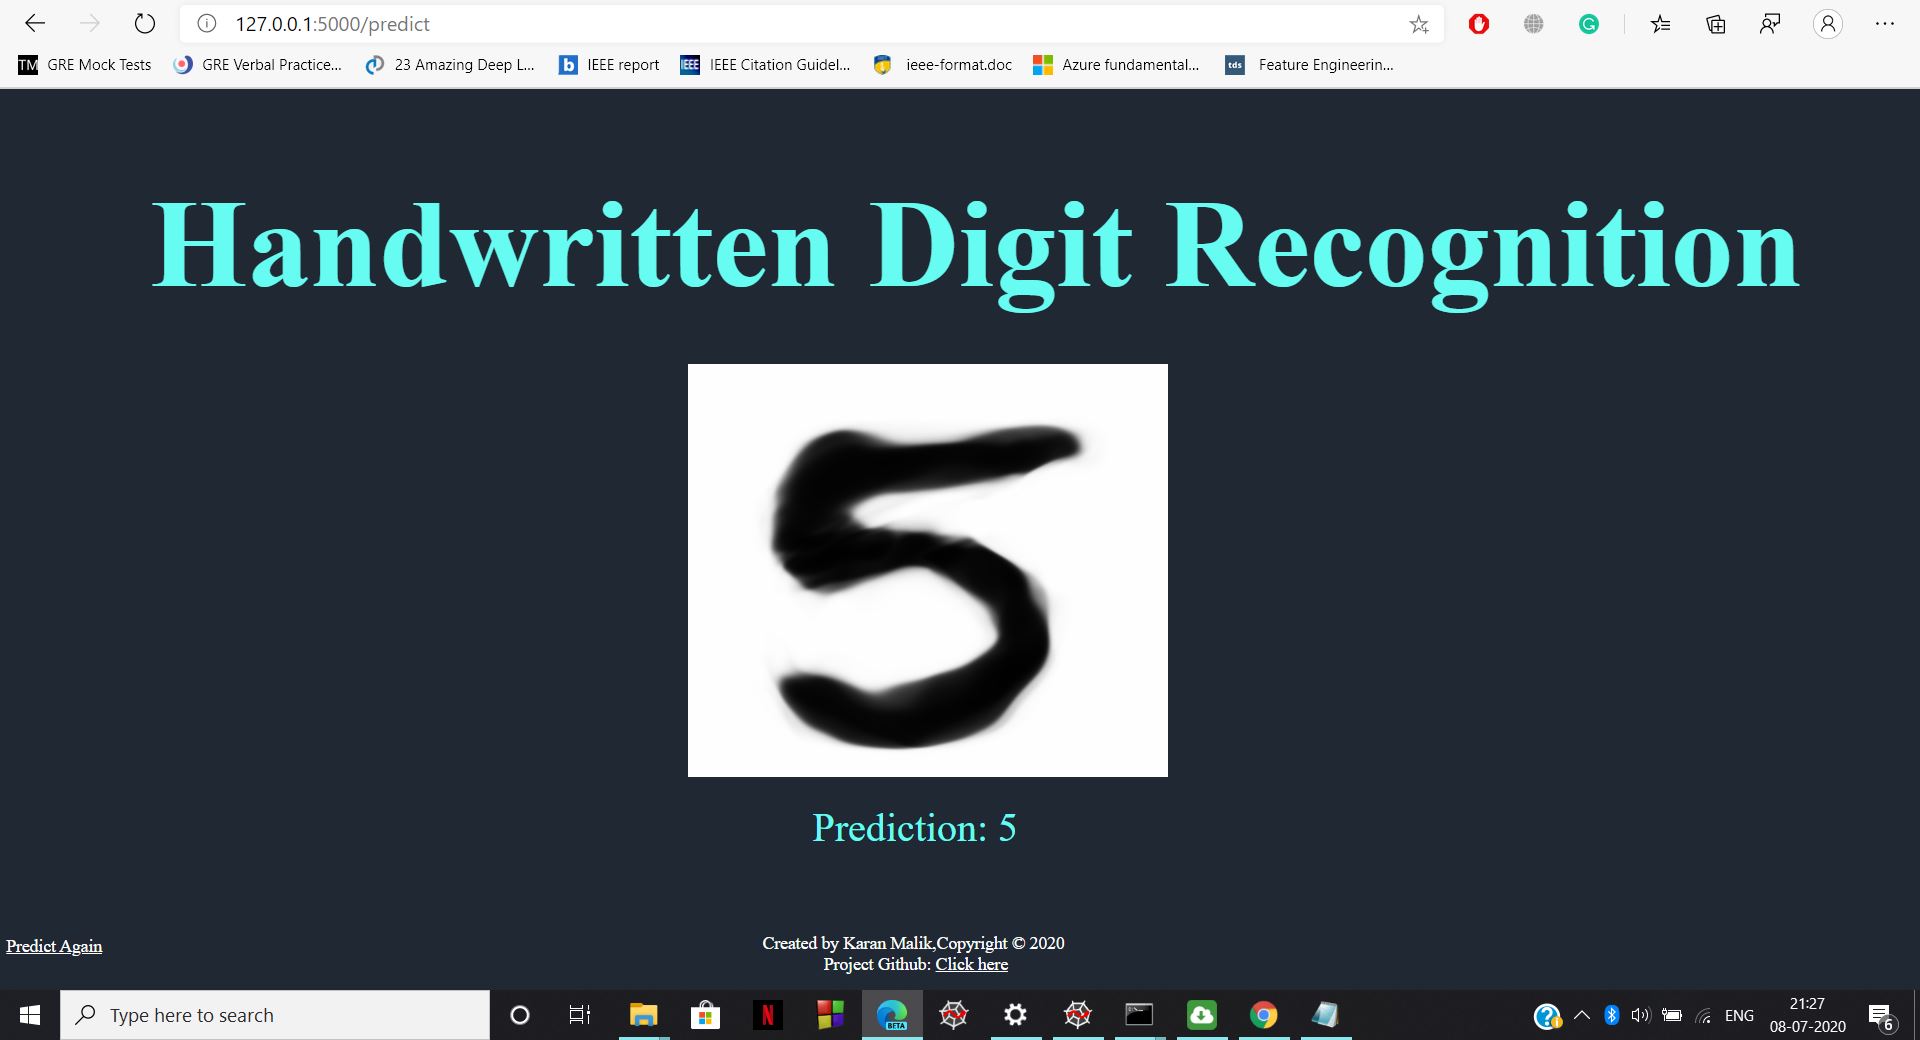 127.0.0.1:5000/predict
TM GRE Mock Tests GRE Verbal Practice... 23 Amazing Deep L... b IEEE report IEEE IEEE Citation Guidel... ieee-format.doc Azure fundamental... tds Feature Engineerin...
Handwritten Digit Recognition
5
Prediction: 5
Predict Again
Created by Karan Malik,Copyright © 2020
Project Github: Click here
Type here to search
N
BETA
ENG
21:27
08-07-2020
6